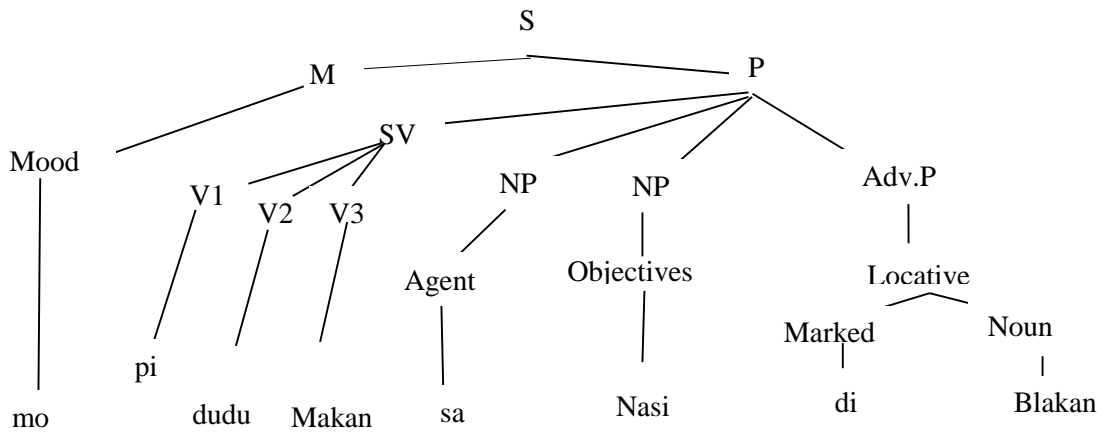 S
M P
SV
Mood V1 V2 V3 NP NP Adv.P
Agent Objectives Locative
Marked Noun
pi
mo dudu Makan sa Nasi di Blakan